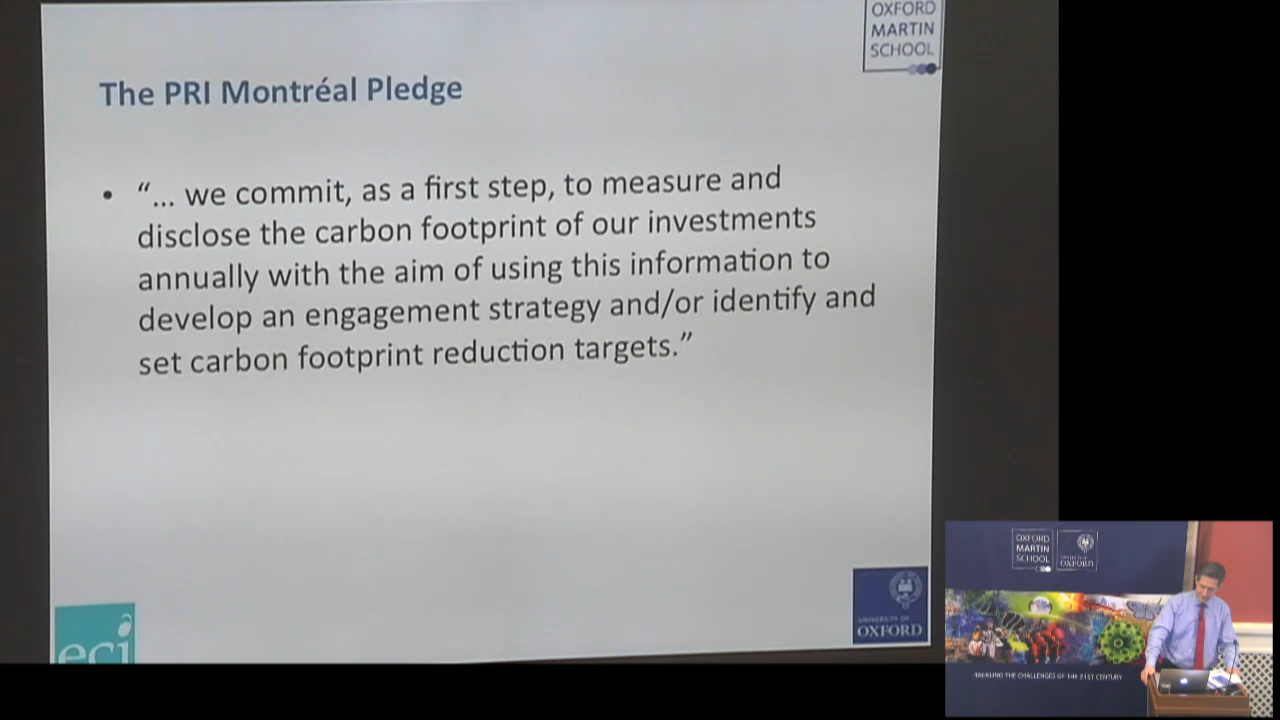 OXFORD
MARTIN
SCHOOL
The PRI Montréal Pledge
• “... we commit, as a first step, to measure and
disclose the carbon footprint of our investments
annually with the aim of using this information to
develop an engagement strategy and/or identify and
set carbon footprint reduction targets.”
eci
UNIVERSITY OF
OXFORD
OXFORD
MARTIN
SCHOOL
UNIVERSITY OF
OXFORD
TACKLING THE CHALLENGES OF THE 21ST CENTURY